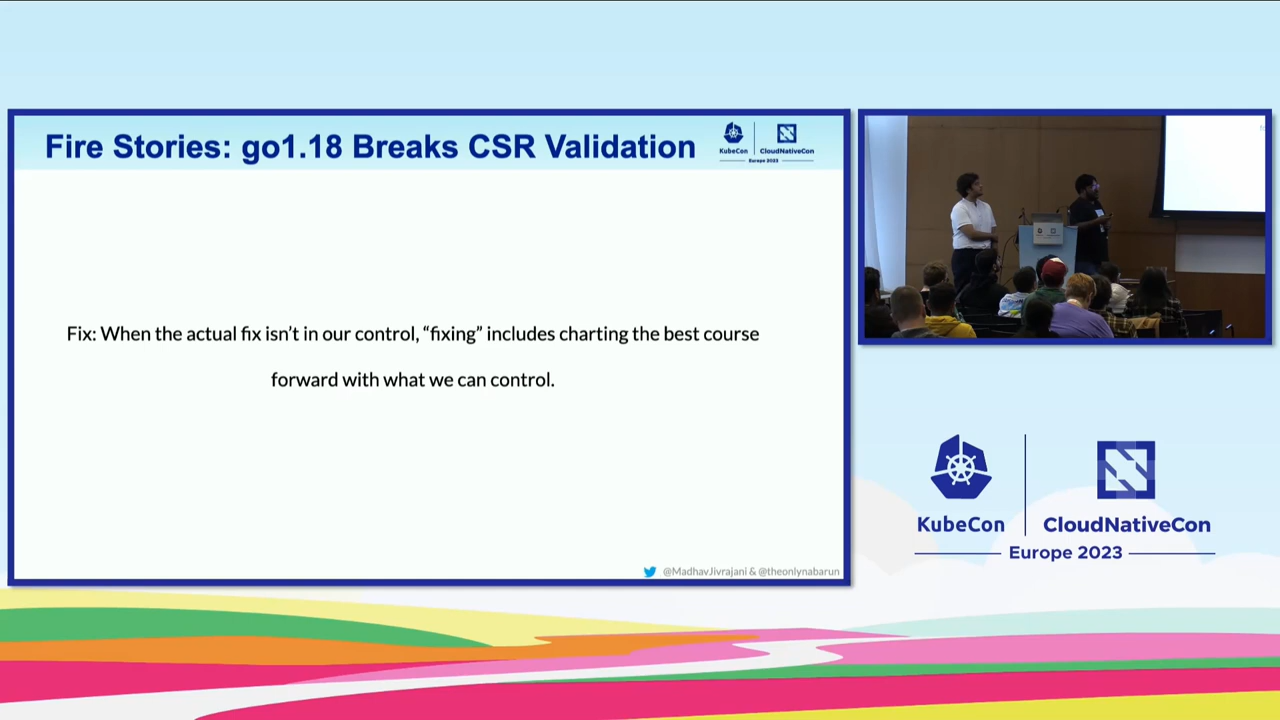 Fire Stories: go1.18 Breaks CSR Validation
KubeCon
CloudNativeCon
Europe 2023
Fix: When the actual fix isn’t in our control, “fixing” includes charting the best course
forward with what we can control.
@MadhavJivrajani & @theonlynabarun
KubeCon
CloudNativeCon
Europe 2023